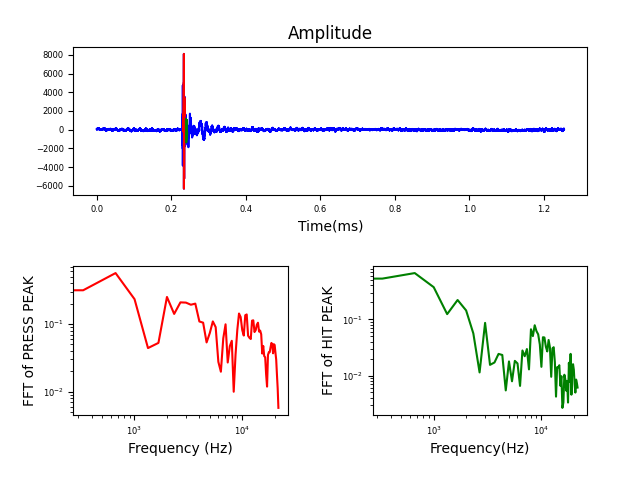 Amplitude
8000
6000
4000
2000
0
−2000
−4000
−6000
0.0 0.2 0.4 0.6 0.8 1.0 1.2
Time(ms)
FFT of PRESS PEAK
10⁻¹
10⁻²
10³ 10⁴
Frequency (Hz)
FFT of HIT PEAK
10⁻¹
10⁻²
10³ 10⁴
Frequency(Hz)